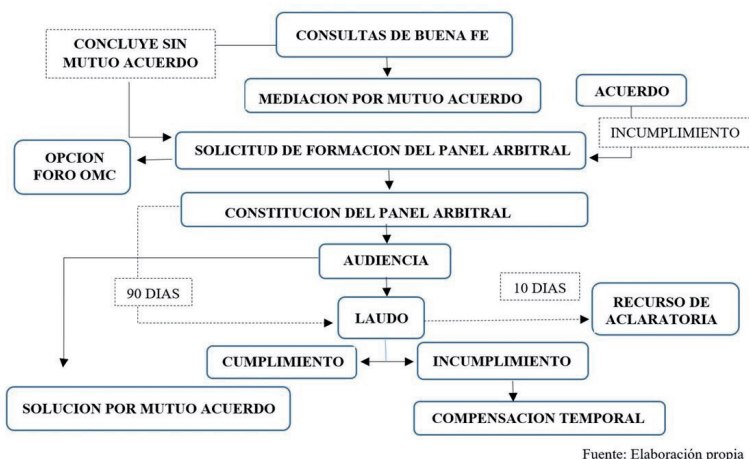 CONSULTAS DE BUENA FE
CONCLUYE SIN
MUTUO ACUERDO
MEDIACION POR MUTUO ACUERDO
ACUERDO
INCUMPLIMIENTO
OPCION
FORO OMC
SOLICITUD DE FORMACION DEL PANEL ARBITRAL
CONSTITUCION DEL PANEL ARBITRAL
AUDIENCIA
90 DIAS
10 DIAS
LAUDO
RECURSO DE
ACLARATORIA
CUMPLIMIENTO
INCUMPLIMIENTO
SOLUCION POR MUTUO ACUERDO
COMPENSACION TEMPORAL
Fuente: Elaboración propia